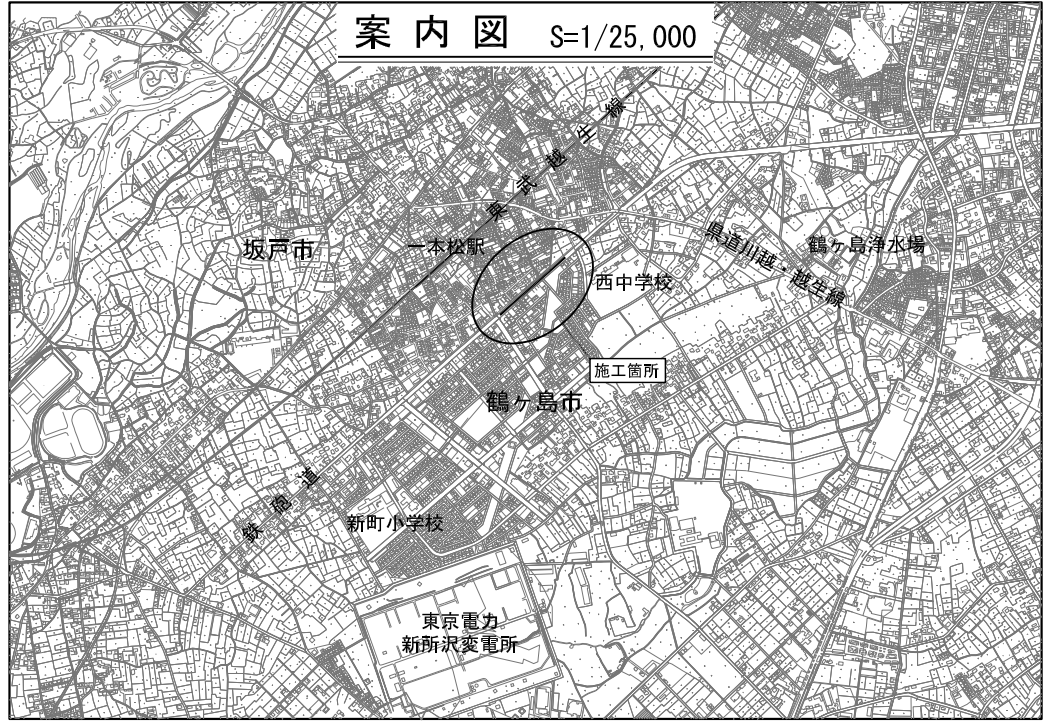 案内図 S=1/25,000
東武越生線
坂戸市
一本松駅
県道川越・越生線
鶴ヶ島浄水場
西中学校
施工箇所
鶴ヶ島市
鉄砲道
新町小学校
東京電力
新所沢変電所